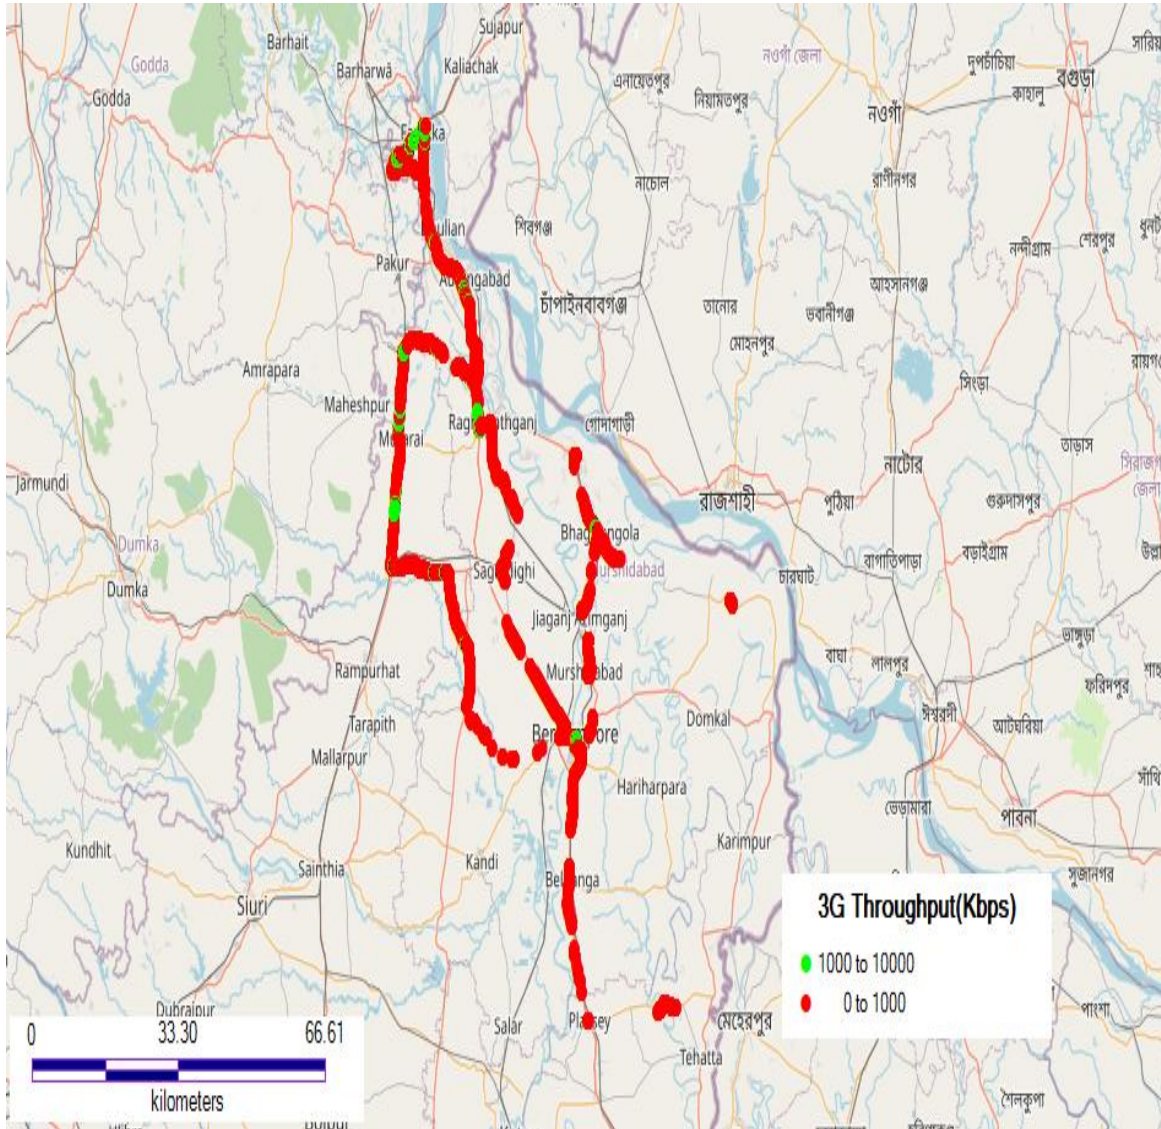 Sujapur
Barhait
Kaliachak
Godda
Barharwā
Godda
নওগাঁ জেলা
দুপচাঁচিয়া
বগুড়া
কাহালু
এনায়েতপুর
নিয়ামতপুর
নওগাঁ
রাণীনগর
নাচোল
শিবগঞ্জ
নন্দীগ্রাম
শেরপুর
Pakur
চাঁপাইনবাবগঞ্জ
তানোর
আহসানগঞ্জ
ভবানীগঞ্জ
মোহনপুর
Amrapara
সিংড়া
Maheshpur
গোদাগাড়ী
তাড়াস
নাটোর
Jarmundi
রাজশাহী
পুঠিয়া
গুরুদাসপুর
Dumka
বাগাতিপাড়া
বড়াইগ্রাম
চারঘাট
Dumka
ভাঙ্গুড়া
বাঘা
লালপুর
Rampurhat
ফরিদপুর
Tarapith
Domkal
ঈশ্বরদী
আটঘরিয়া
Mallarpur
Hariharpara
ভেড়ামারা
পাবনা
Karimpur
Kundhit
Kandi
Sainthia
সুজানগর
Siuri
3G Throughput(Kbps)
1000 to 10000
0 to 1000
Dubrajpur
Salar
মেহেরপুর
পাংশা
Tehatta
0 33.30 66.61
kilometers
শৈলকুপা